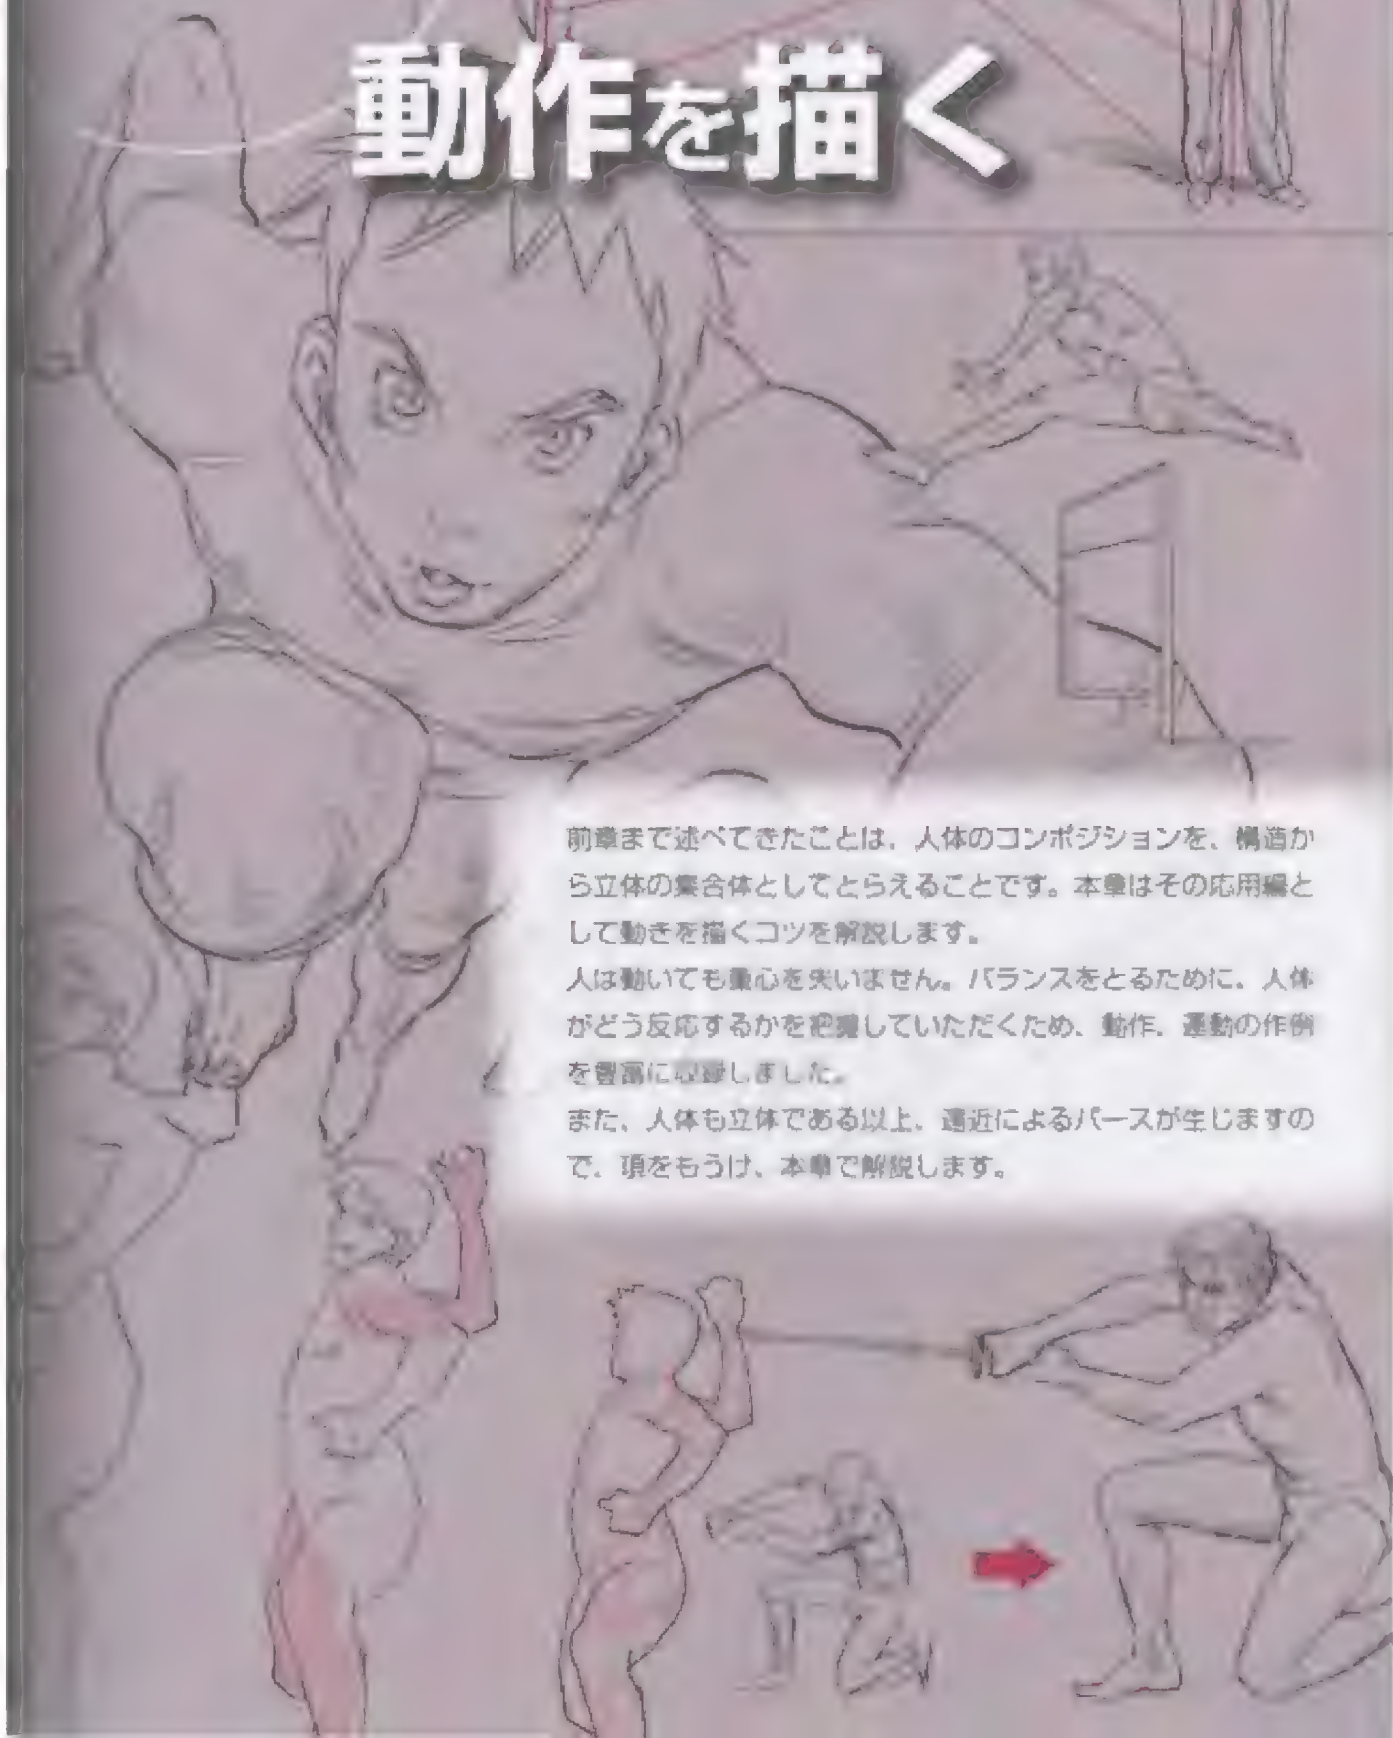 動作を描く
前章まで述べてきたことは、人体のコンポジションを、構造か
ら立体の集合体としてとらえることです。本章はその応用編と
して動きを描くコツを解説します。
人は動いても重心を失いません。バランスをとるために、人体
がどう反応するかを把握していただくため、動作、運動の作例
を豊富に収録しました。
また、人体も立体である以上、遠近によるパースが生じますの
で、項をもうけ、本章で解説します。